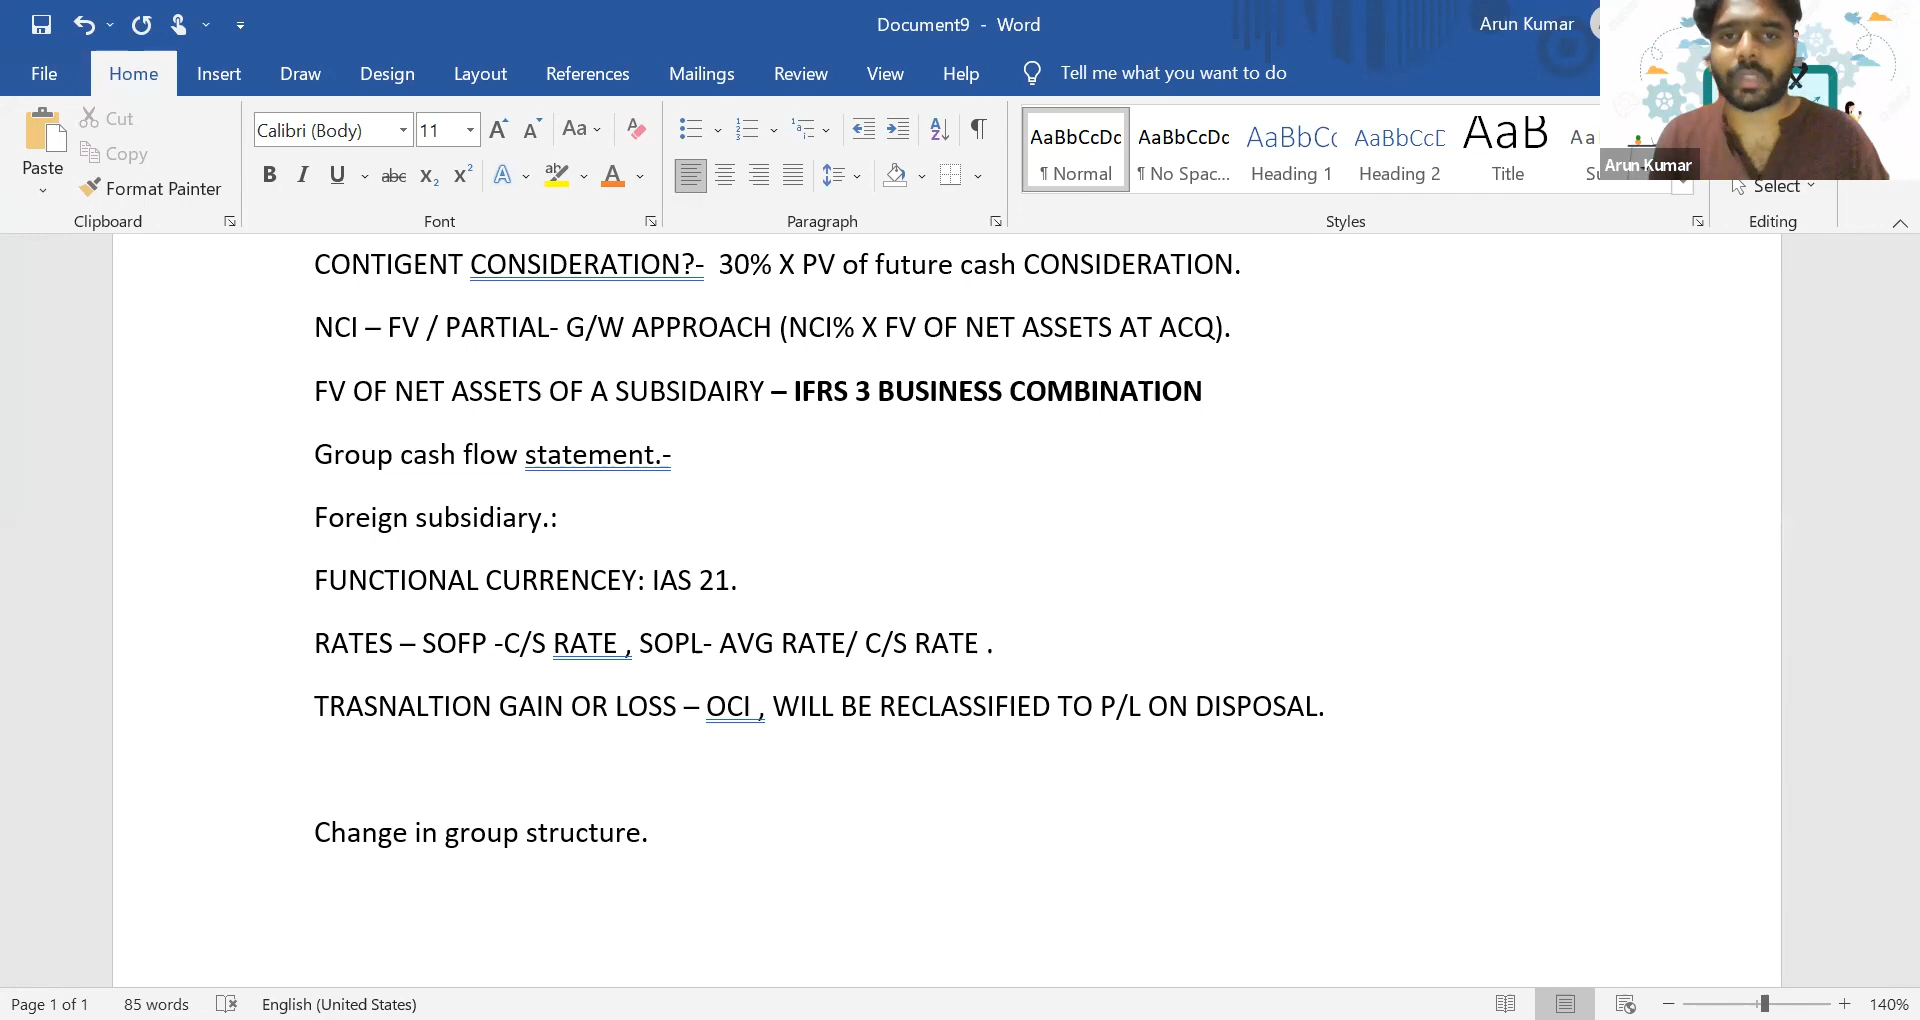 Document9 - Word
Arun Kumar
File Home Insert Draw Design Layout References Mailings Review View Help Tell me what you want to do
Paste
Cut
Copy
Format Painter
Clipboard
Calibri (Body) 11
Font
Paragraph
AaBbCcDc AaBbCcDc AaBbCc AaBbCcD AaB Aa
¶ Normal ¶ No Spac... Heading 1 Heading 2 Title
Styles
Arun Kumar
Select
Editing
CONTIGENT CONSIDERATION?- 30% X PV of future cash CONSIDERATION.
NCI – FV / PARTIAL- G/W APPROACH (NCI% X FV OF NET ASSETS AT ACQ).
FV OF NET ASSETS OF A SUBSIDAIRY – IFRS 3 BUSINESS COMBINATION
Group cash flow statement.-
Foreign subsidiary.:
FUNCTIONAL CURRENCEY: IAS 21.
RATES – SOFP -C/S RATE , SOPL- AVG RATE/ C/S RATE .
TRASNALTION GAIN OR LOSS – OCI , WILL BE RECLASSIFIED TO P/L ON DISPOSAL.
Change in group structure.
Page 1 of 1 85 words English (United States) 140%